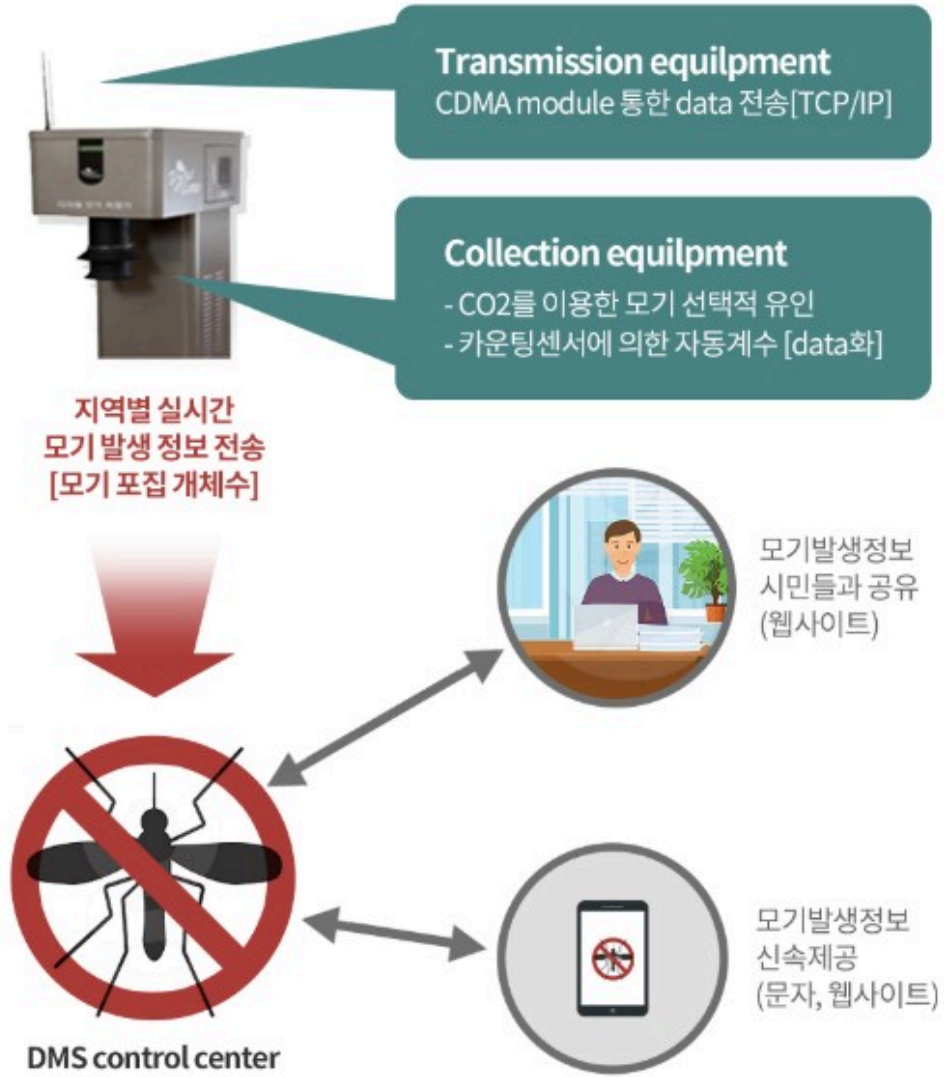 Transmission equilpment
CDMA module 통한 data 전송[TCP/IP]
Collection equilpment
- CO2를 이용한 모기 선택적 유인
- 카운팅센서에 의한 자동계수 [data화]
지역별 실시간
모기 발생 정보 전송
[모기 포집 개체수]
모기발생정보
시민들과 공유
(웹사이트)
모기발생정보
신속제공
(문자, 웹사이트)
DMS control center